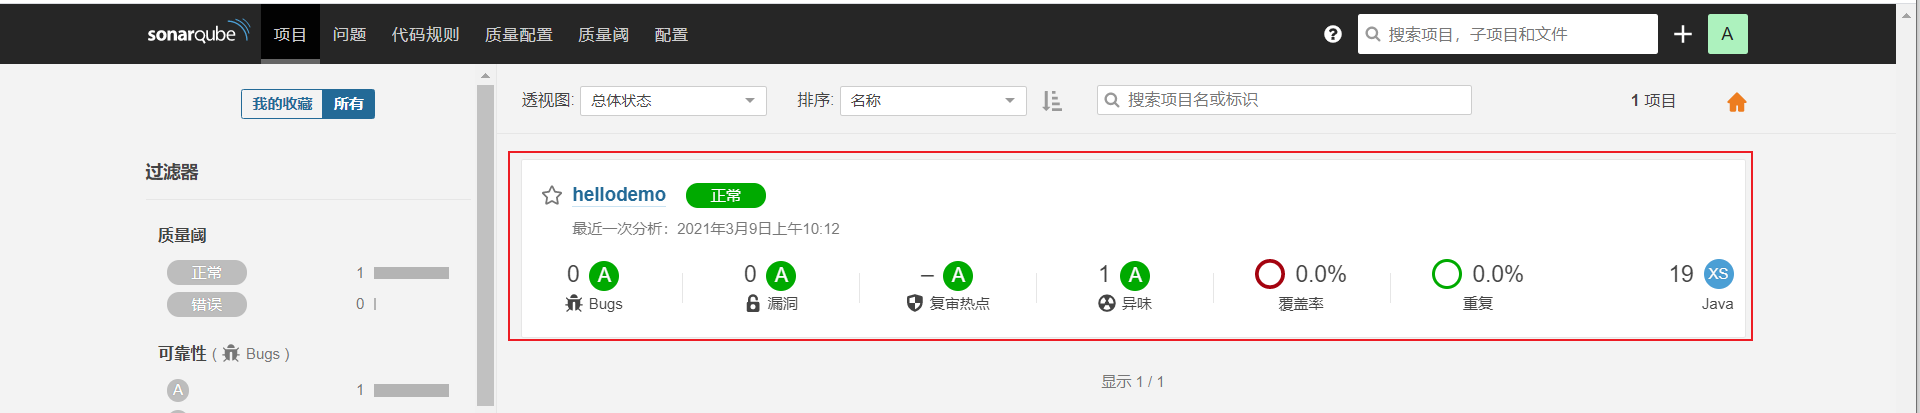 sonarqube 项目 问题 代码规则 质量配置 质量阈 配置 ? 搜索项目，子项目和文件 + A
我的收藏 所有 透视图: 总体状态 排序: 名称 搜索项目名或标识 1 项目
过滤器
hellodemo 正常
最近一次分析：2021年3月9日上午10:12
质量阈
正常 1
错误 0
0 A 0 A – A 1 A 0.0% 0.0% 19 XS
Bugs 漏洞 复审热点 异味 覆盖率 重复 Java
可靠性 ( Bugs )
A 1
显示 1 / 1